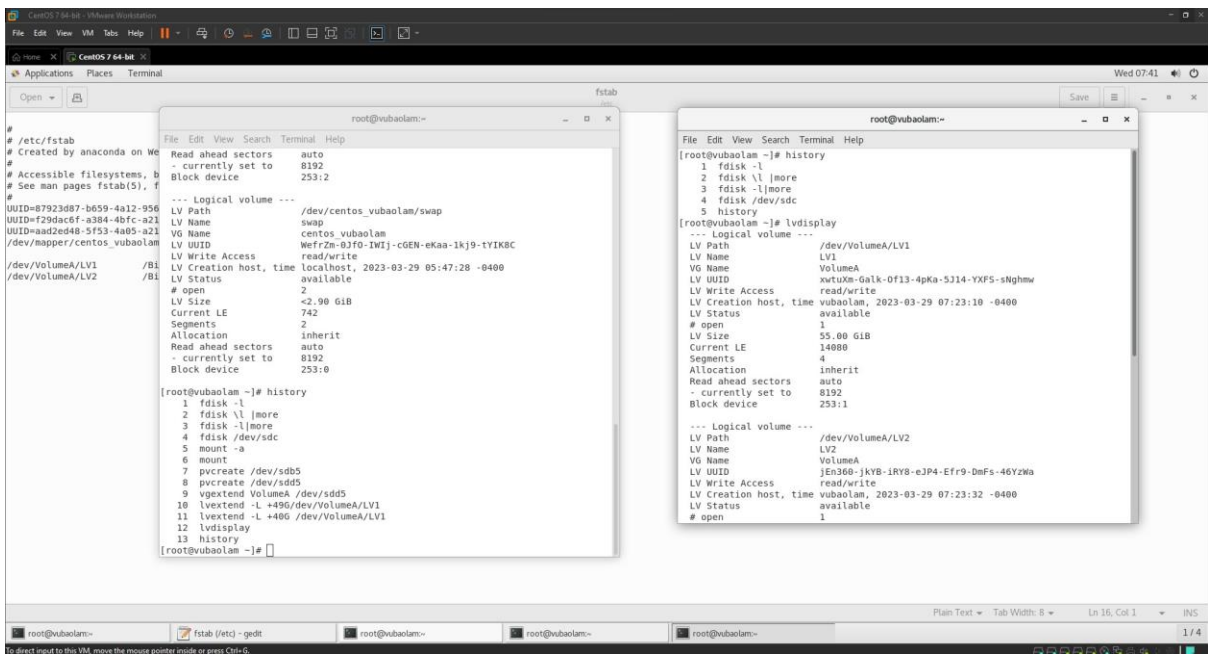 CentOS 7 64-bit - VMware Workstation
File Edit View VM Tabs Help
Home CentOS 7 64-bit
Applications Places Terminal Wed 07:41
Open fstab Save
#
# /etc/fstab
# Created by anaconda on We
#
# Accessible filesystems, b
# See man pages fstab(5), f
#
UUID=87923d87-b659-4a12-956
UUID=f29dac6f-a384-4bfc-a21
UUID=aad2ed48-5f53-4a05-a21
/dev/mapper/centos_vubaolam
/dev/VolumeA/LV1 /Bi
/dev/VolumeA/LV2 /Bi
root@vubaolam:~
File Edit View Search Terminal Help
Read ahead sectors auto
- currently set to 8192
Block device 253:2
--- Logical volume ---
LV Path /dev/centos_vubaolam/swap
LV Name swap
VG Name centos_vubaolam
LV UUID WefrZm-0JfO-IWIj-cGEN-eKaa-1kj9-tYIK8C
LV Write Access read/write
LV Creation host, time localhost, 2023-03-29 05:47:28 -0400
LV Status available
# open 2
LV Size <2.90 GiB
Current LE 742
Segments 2
Allocation inherit
Read ahead sectors auto
- currently set to 8192
Block device 253:0
[root@vubaolam ~]# history
1 fdisk -l
2 fdisk \l |more
3 fdisk -l|more
4 fdisk /dev/sdc
5 mount -a
6 mount
7 pvcreate /dev/sdb5
8 pvcreate /dev/sdd5
9 vgextend VolumeA /dev/sdd5
10 lvextend -L +49G/dev/VolumeA/LV1
11 lvextend -L +40G /dev/VolumeA/LV1
12 lvdisplay
13 history
[root@vubaolam ~]#
root@vubaolam:~
File Edit View Search Terminal Help
[root@vubaolam ~]# history
1 fdisk -l
2 fdisk \l |more
3 fdisk -l|more
4 fdisk /dev/sdc
5 history
[root@vubaolam ~]# lvdisplay
--- Logical volume ---
LV Path /dev/VolumeA/LV1
LV Name LV1
VG Name VolumeA
LV UUID xwtuXm-Galk-Of13-4pKa-5J14-YXFS-sNghmw
LV Write Access read/write
LV Creation host, time vubaolam, 2023-03-29 07:23:10 -0400
LV Status available
# open 1
LV Size 55.00 GiB
Current LE 14080
Segments 4
Allocation inherit
Read ahead sectors auto
- currently set to 8192
Block device 253:1
--- Logical volume ---
LV Path /dev/VolumeA/LV2
LV Name LV2
VG Name VolumeA
LV UUID jEn360-jkYB-iRY8-eJP4-Efr9-DmFs-46YzWa
LV Write Access read/write
LV Creation host, time vubaolam, 2023-03-29 07:23:32 -0400
LV Status available
# open 1
Plain Text Tab Width: 8 Ln 16, Col 1 INS
root@vubaolam:~ fstab (/etc) - gedit root@vubaolam:~ root@vubaolam:~ root@vubaolam:~ 1 / 4
To direct input to this VM, move the mouse pointer inside or press Ctrl+G.